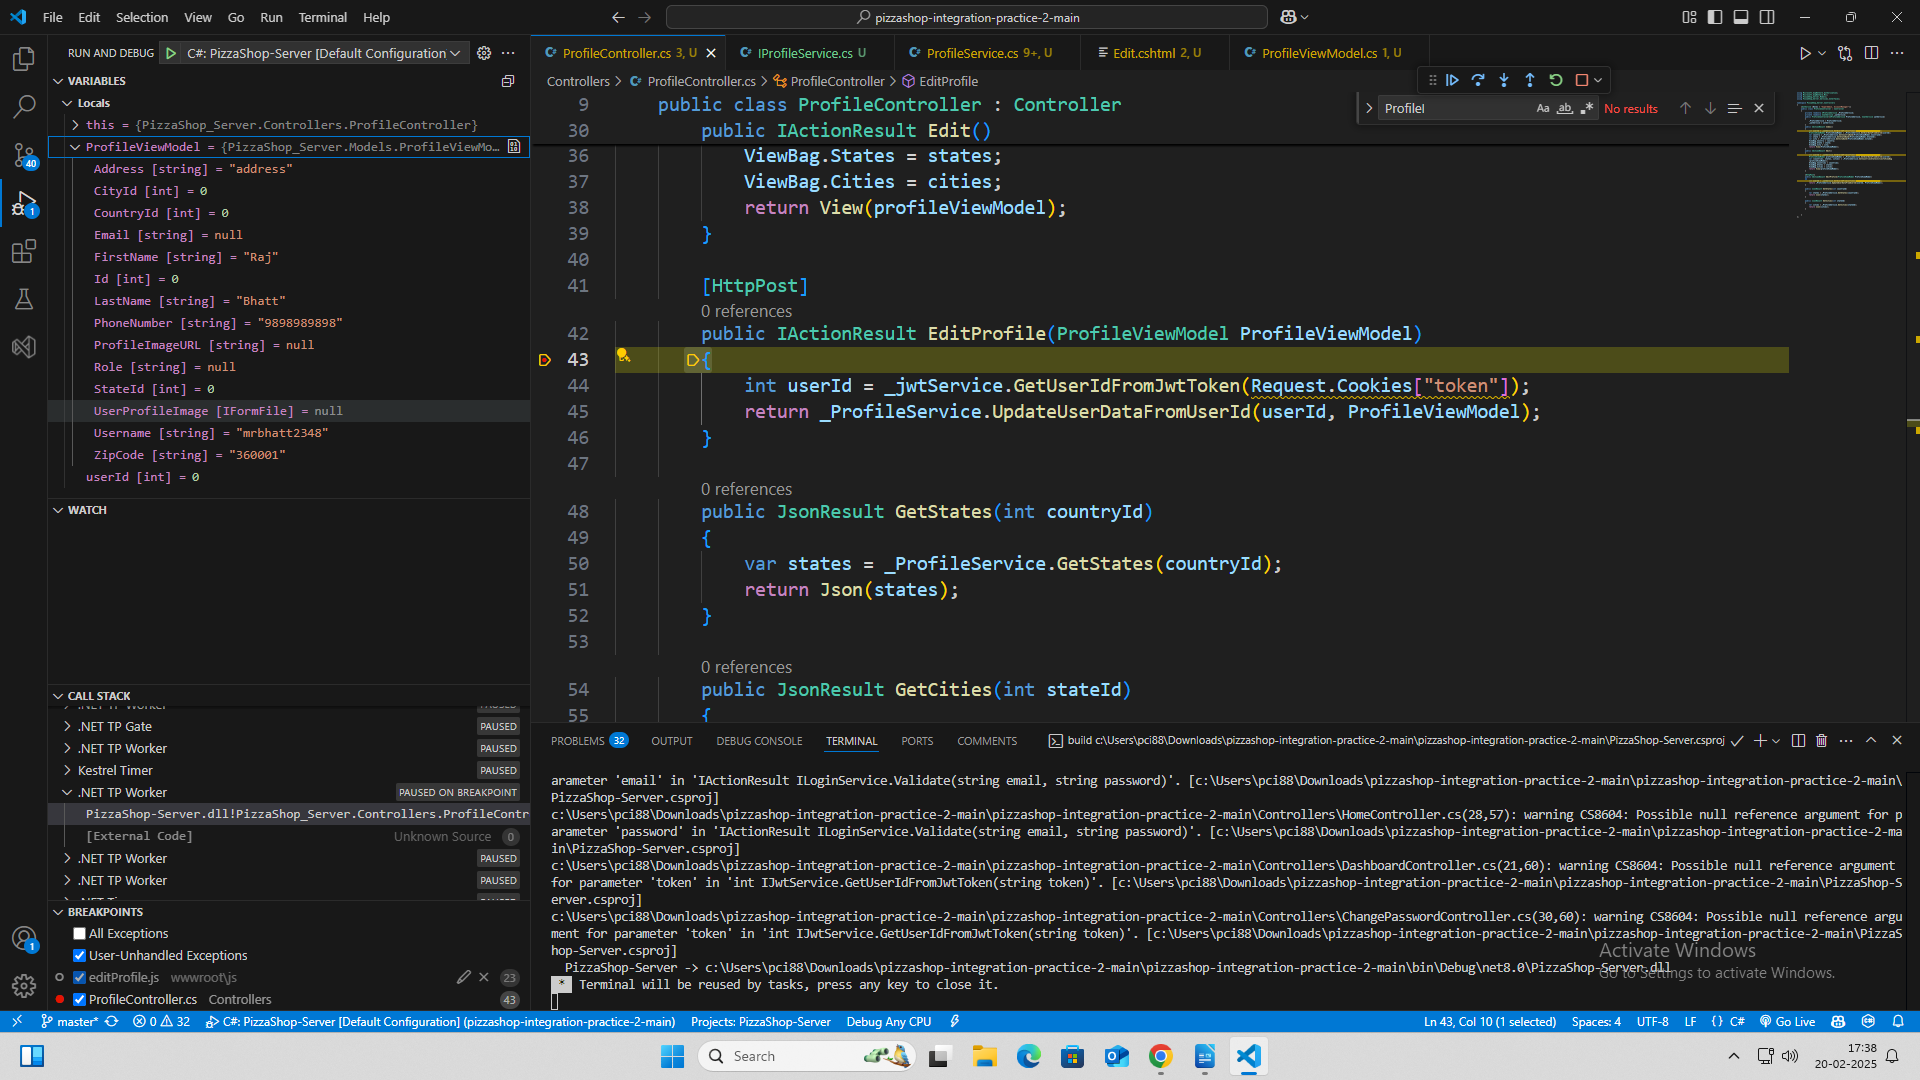 File Edit Selection View Go Run Terminal Help
pizzashop-integration-practice-2-main
RUN AND DEBUG
C#: PizzaShop-Server [Default Configuration
ProfileController.cs 3, U
IProfileService.cs U
ProfileService.cs 9+, U
Edit.cshtml 2, U
ProfileViewModel.cs 1, U
Controllers > ProfileController.cs > ProfileController > EditProfile
Profilel
Aa
ab
No results
VARIABLES
Locals
this = {PizzaShop_Server.Controllers.ProfileController}
ProfileViewModel = {PizzaShop_Server.Models.ProfileViewMo...
Address [string] = "address"
CityId [int] = 0
CountryId [int] = 0
Email [string] = null
FirstName [string] = "Raj"
Id [int] = 0
LastName [string] = "Bhatt"
PhoneNumber [string] = "9898989898"
ProfileImageURL [string] = null
Role [string] = null
StateId [int] = 0
UserProfileImage [IFormFile] = null
Username [string] = "mrbhatt2348"
ZipCode [string] = "360001"
userId [int] = 0
WATCH
CALL STACK
.NET TP Gate PAUSED
.NET TP Worker PAUSED
Kestrel Timer PAUSED
.NET TP Worker PAUSED ON BREAKPOINT
PizzaShop-Server.dll!PizzaShop_Server.Controllers.ProfileContr
[External Code] Unknown Source 0
.NET TP Worker PAUSED
.NET TP Worker PAUSED
BREAKPOINTS
All Exceptions
User-Unhandled Exceptions
editProfile.js wwwroot\js 23
ProfileController.cs Controllers 43
40
1
1
9 public class ProfileController : Controller
30 public IActionResult Edit()
36 ViewBag.States = states;
37 ViewBag.Cities = cities;
38 return View(profileViewModel);
39 }
40
41 [HttpPost]
0 references
42 public IActionResult EditProfile(ProfileViewModel ProfileViewModel)
43 {
44 int userId = _jwtService.GetUserIdFromJwtToken(Request.Cookies["token"]);
45 return _ProfileService.UpdateUserDataFromUserId(userId, ProfileViewModel);
46 }
47
0 references
48 public JsonResult GetStates(int countryId)
49 {
50 var states = _ProfileService.GetStates(countryId);
51 return Json(states);
52 }
53
0 references
54 public JsonResult GetCities(int stateId)
55 {
PROBLEMS 32 OUTPUT DEBUG CONSOLE TERMINAL PORTS COMMENTS
build c:\Users\pci88\Downloads\pizzashop-integration-practice-2-main\pizzashop-integration-practice-2-main\PizzaShop-Server.csproj
arameter 'email' in 'IActionResult ILoginService.Validate(string email, string password)'. [c:\Users\pci88\Downloads\pizzashop-integration-practice-2-main\pizzashop-integration-practice-2-main\
PizzaShop-Server.csproj]
c:\Users\pci88\Downloads\pizzashop-integration-practice-2-main\pizzashop-integration-practice-2-main\Controllers\HomeController.cs(28,57): warning CS8604: Possible null reference argument for p
arameter 'password' in 'IActionResult ILoginService.Validate(string email, string password)'. [c:\Users\pci88\Downloads\pizzashop-integration-practice-2-main\pizzashop-integration-practice-2-ma
in\PizzaShop-Server.csproj]
c:\Users\pci88\Downloads\pizzashop-integration-practice-2-main\pizzashop-integration-practice-2-main\Controllers\DashboardController.cs(21,60): warning CS8604: Possible null reference argument
for parameter 'token' in 'int IJwtService.GetUserIdFromJwtToken(string token)'. [c:\Users\pci88\Downloads\pizzashop-integration-practice-2-main\pizzashop-integration-practice-2-main\PizzaShop-S
erver.csproj]
c:\Users\pci88\Downloads\pizzashop-integration-practice-2-main\pizzashop-integration-practice-2-main\Controllers\ChangePasswordController.cs(30,60): warning CS8604: Possible null reference argu
ment for parameter 'token' in 'int IJwtService.GetUserIdFromJwtToken(string token)'. [c:\Users\pci88\Downloads\pizzashop-integration-practice-2-main\pizzashop-integration-practice-2-main\PizzaS
hop-Server.csproj]
PizzaShop-Server -> c:\Users\pci88\Downloads\pizzashop-integration-practice-2-main\pizzashop-integration-practice-2-main\bin\Debug\net8.0\PizzaShop-Server.dll
* Terminal will be reused by tasks, press any key to close it.
Activate Windows
Go to Settings to activate Windows.
master* 0 32 C#: PizzaShop-Server [Default Configuration] (pizzashop-integration-practice-2-main) Projects: PizzaShop-Server Debug Any CPU
Ln 43, Col 10 (1 selected) Spaces: 4 UTF-8 LF {} C# Go Live
Search
17:38
20-02-2025